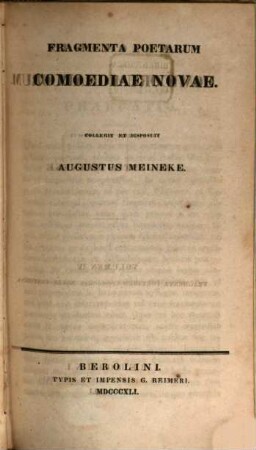 FRAGMENTA POETARUM
COMOEDIAE NOVAE.
COLLEGIT ET DISPOSUIT
AUGUSTUS MEINEKE.
BEROLINI.
TYPIS ET IMPENSIS G. REIMERI.
MDCCCXLI.